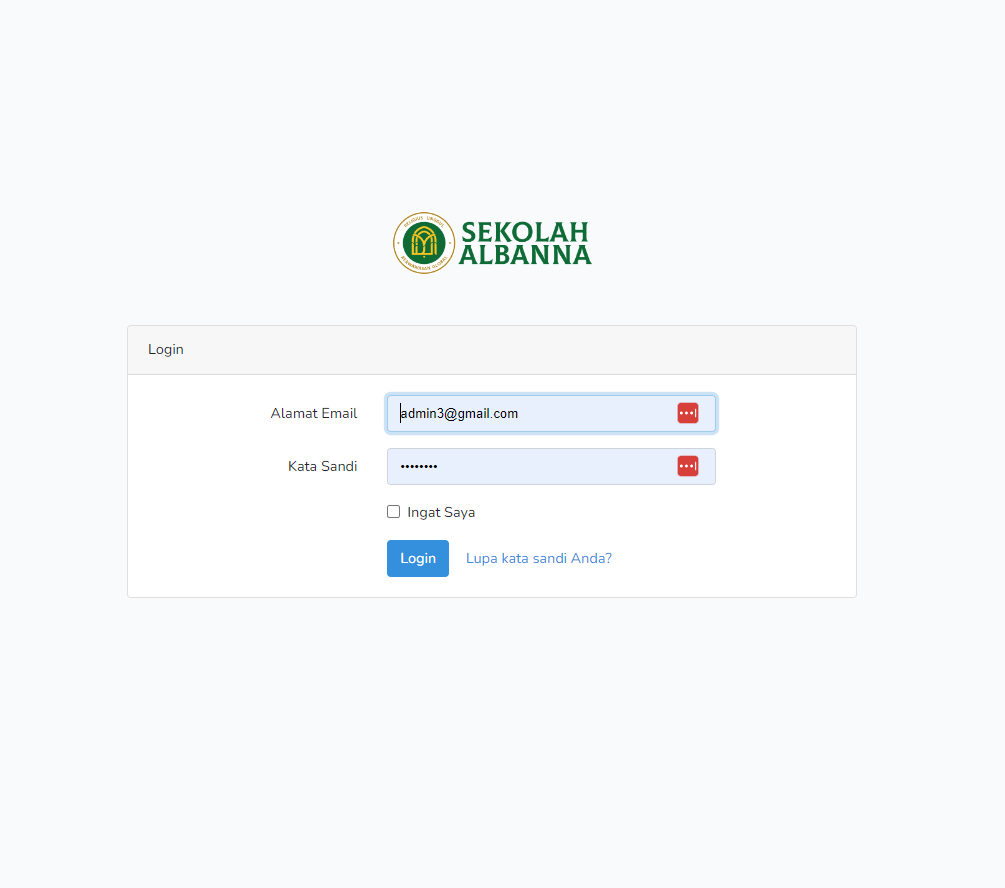 SEKOLAH
ALBANNA
Login
Alamat Email
admin3@gmail.com
Kata Sandi
••••••••
Ingat Saya
Login
Lupa kata sandi Anda?